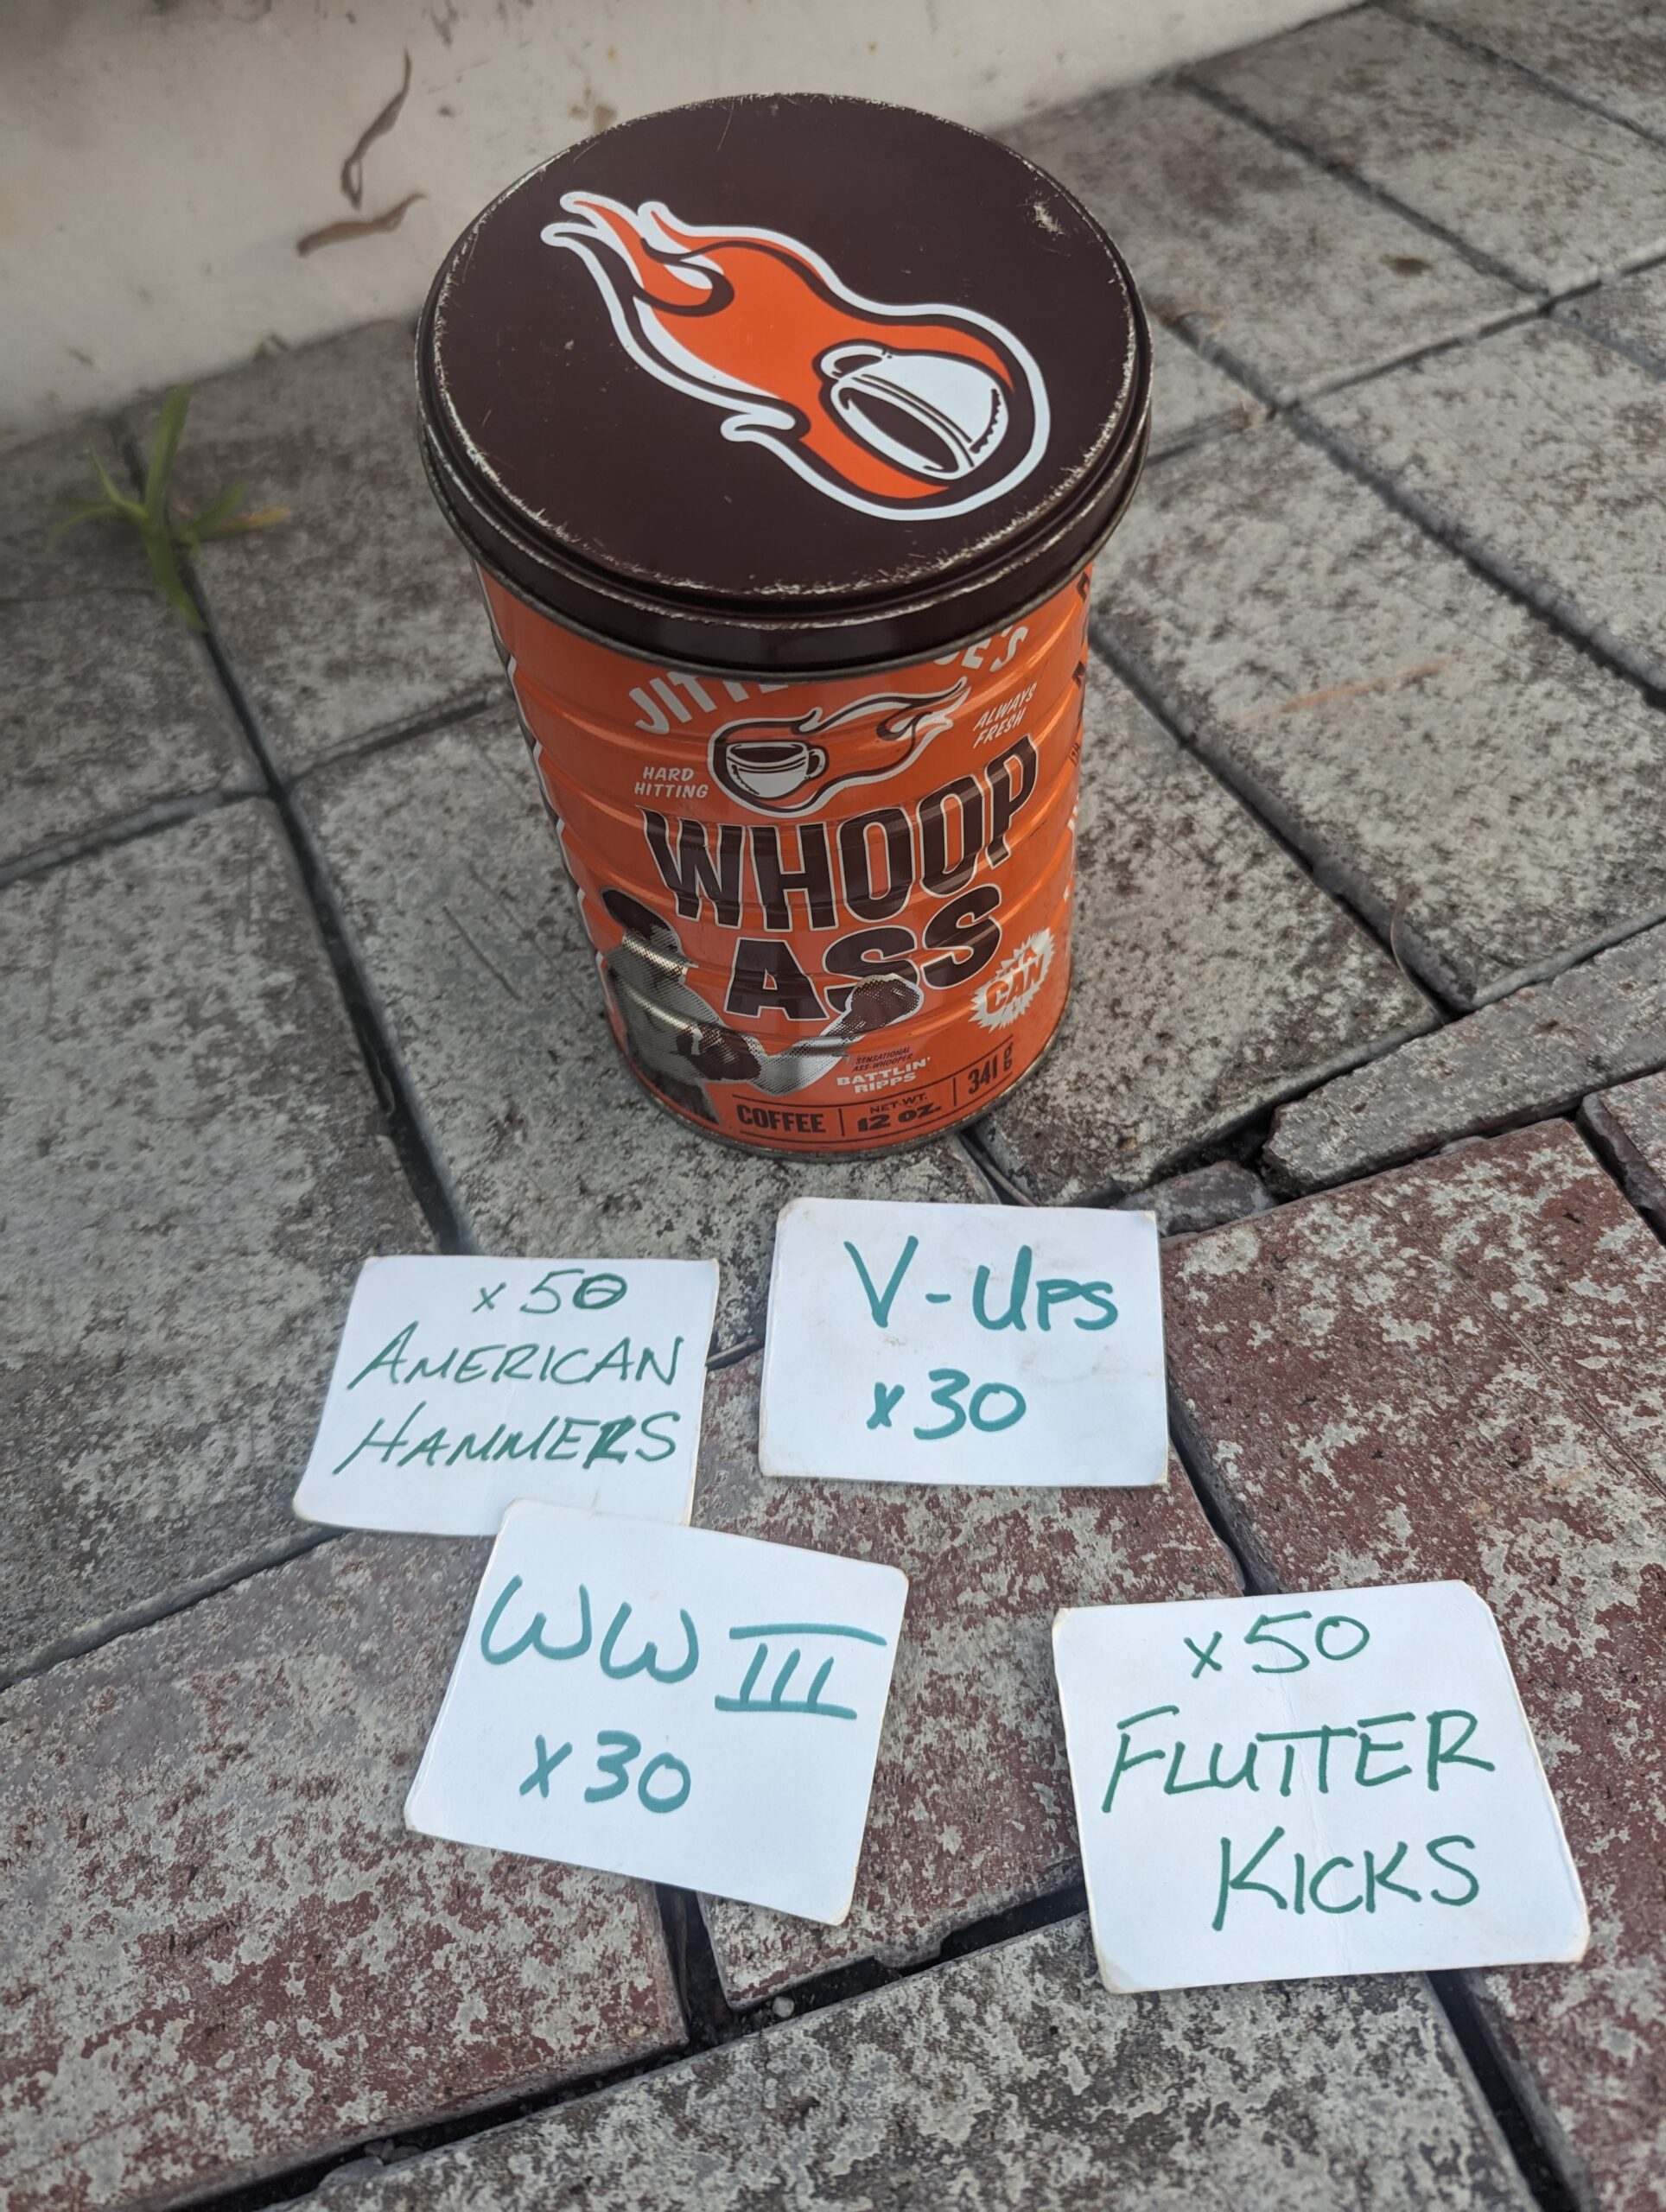 HARD
HITTING
ALWAYS
FRESH
WHOOP
ASS
CAN
SENSATIONAL
ASS-WHOOPER
BATTLIN'
RIPPS
COFFEE
NET WT.
12 OZ.
341 g
x 50
AMERICAN
HAMMERS
V-UPS
x 30
WW III
x 30
x 50
FLUTTER
KICKS